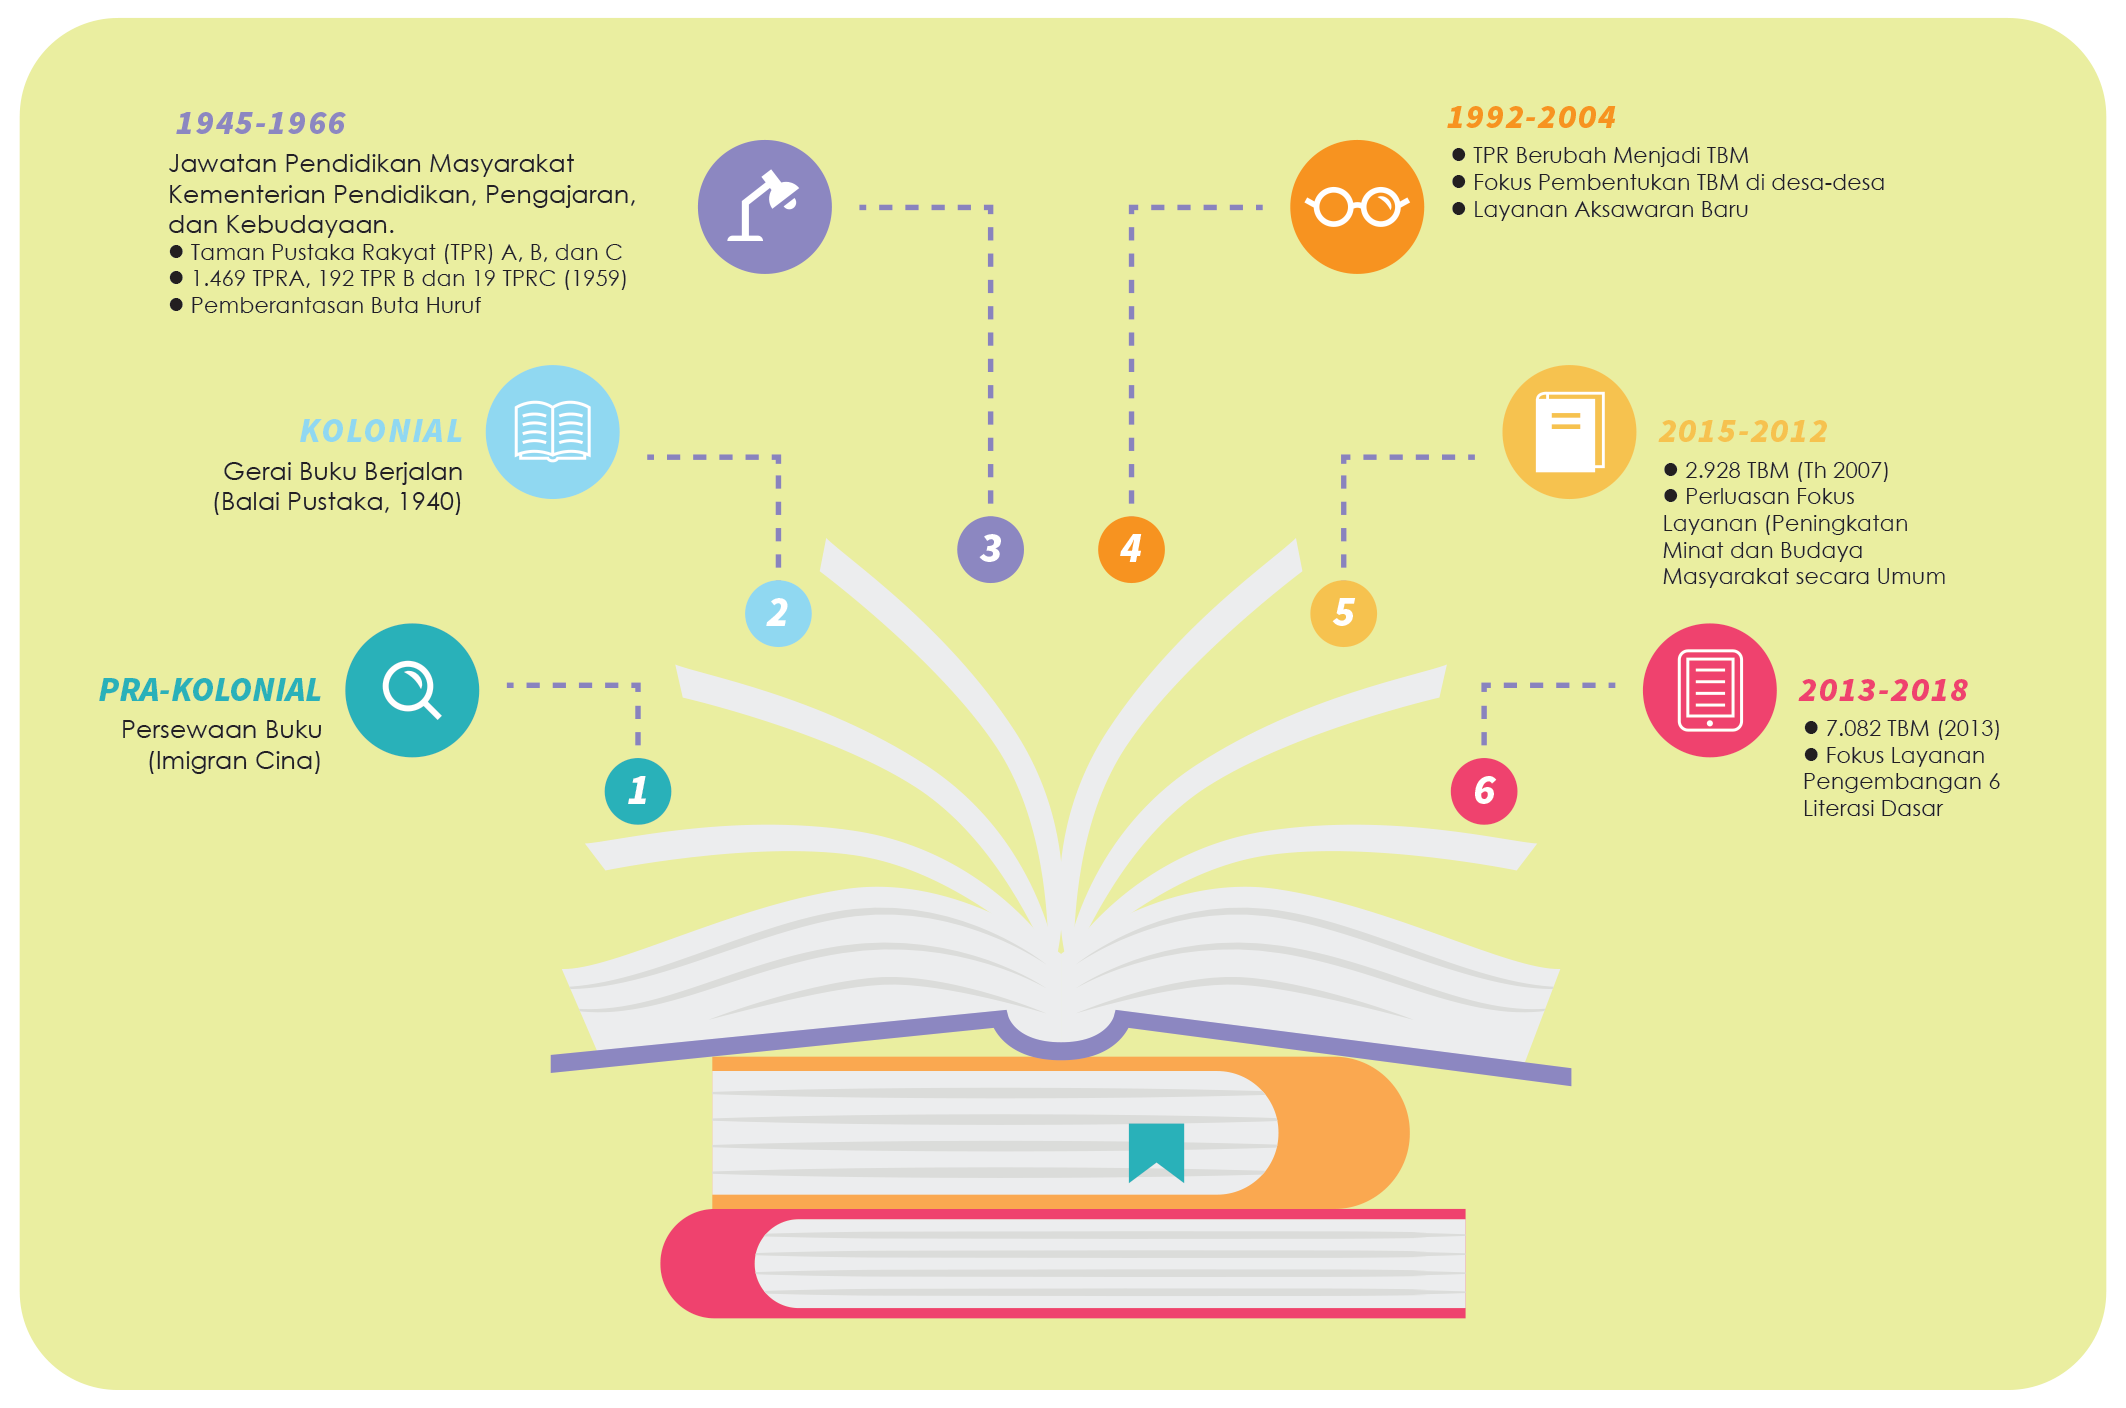 PRA-KOLONIAL
Persewaan Buku
(Imigran Cina)
1
KOLONIAL
Gerai Buku Berjalan
(Balai Pustaka, 1940)
2
1945-1966
Jawatan Pendidikan Masyarakat
Kementerian Pendidikan, Pengajaran,
dan Kebudayaan.
● Taman Pustaka Rakyat (TPR) A, B, dan C
● 1.469 TPRA, 192 TPR B dan 19 TPRC (1959)
● Pemberantasan Buta Huruf
3
1992-2004
● TPR Berubah Menjadi TBM
● Fokus Pembentukan TBM di desa-desa
● Layanan Aksawaran Baru
4
2015-2012
● 2.928 TBM (Th 2007)
● Perluasan Fokus
Layanan (Peningkatan
Minat dan Budaya
Masyarakat secara Umum
5
2013-2018
● 7.082 TBM (2013)
● Fokus Layanan
Pengembangan 6
Literasi Dasar
6